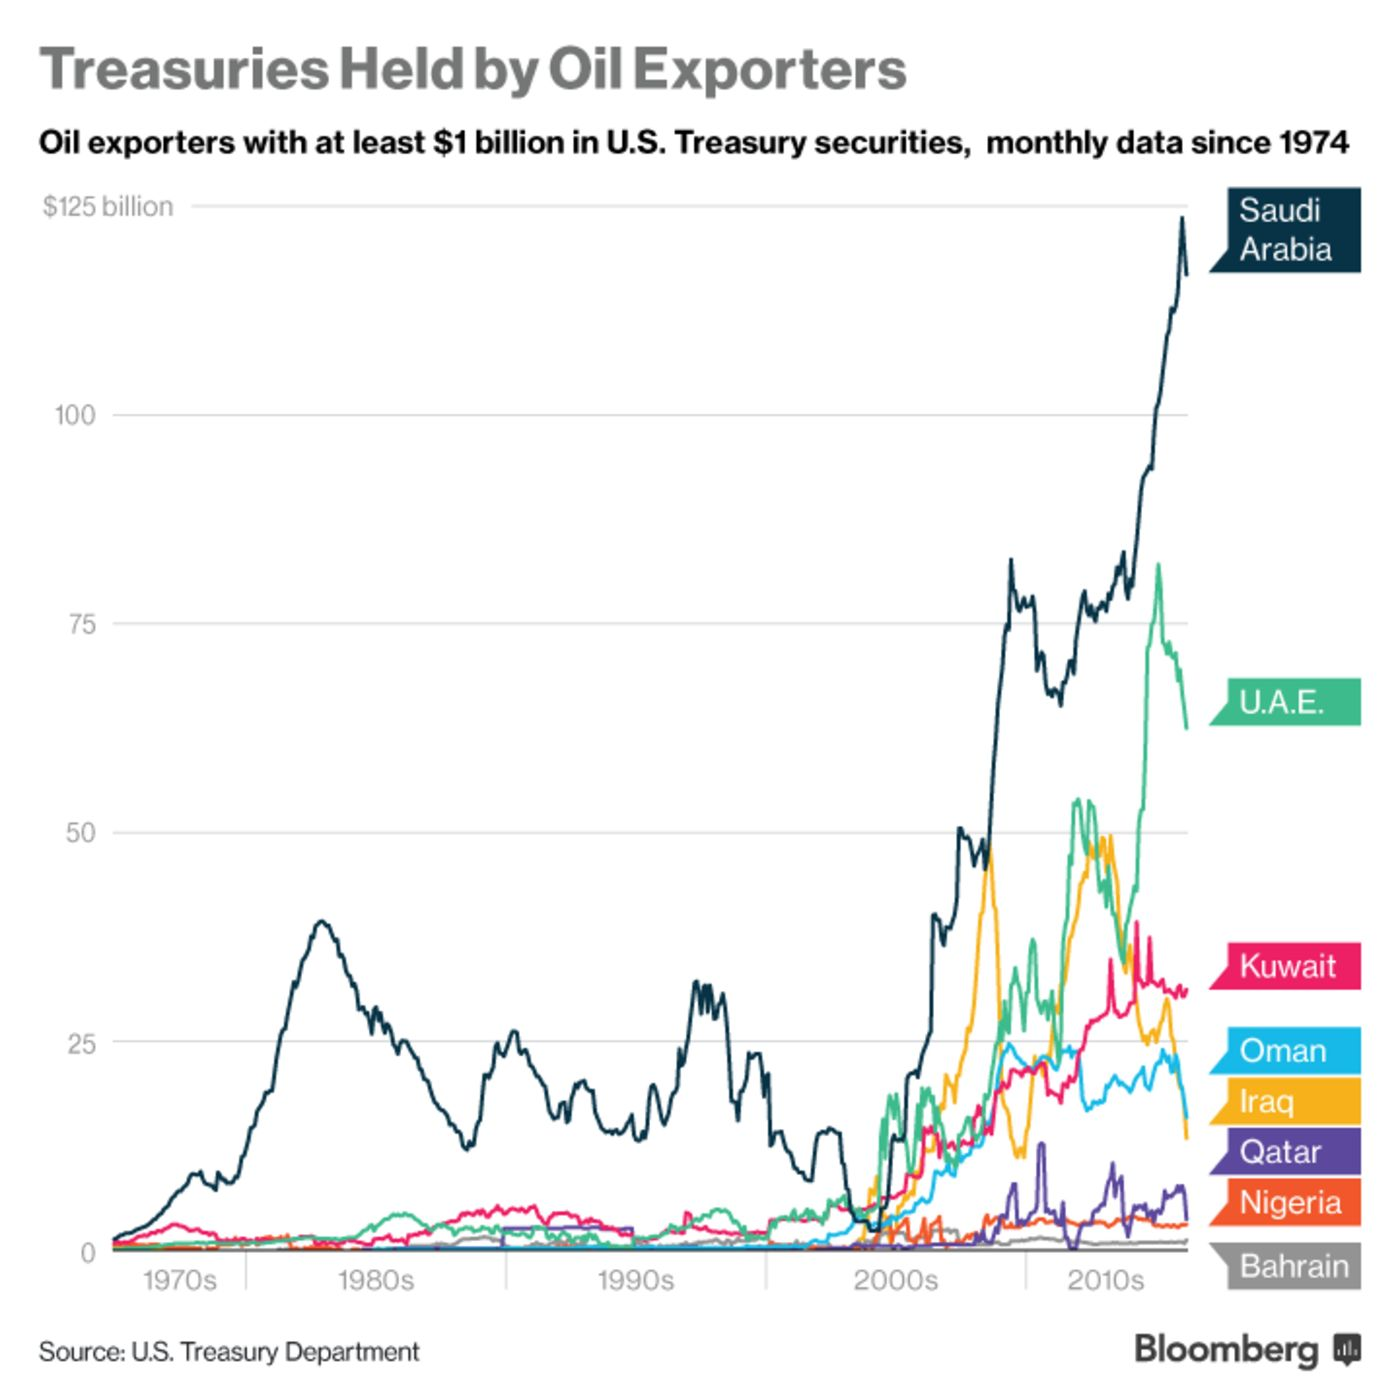 Treasuries Held by Oil Exporters
Oil exporters with at least $1 billion in U.S. Treasury securities, monthly data since 1974
$125 billion
Saudi
Arabia
100
75
U.A.E.
50
Kuwait
25
Oman
Iraq
Qatar
Nigeria
0
Bahrain
1970s 1980s 1990s 2000s 2010s
Source: U.S. Treasury Department
Bloomberg